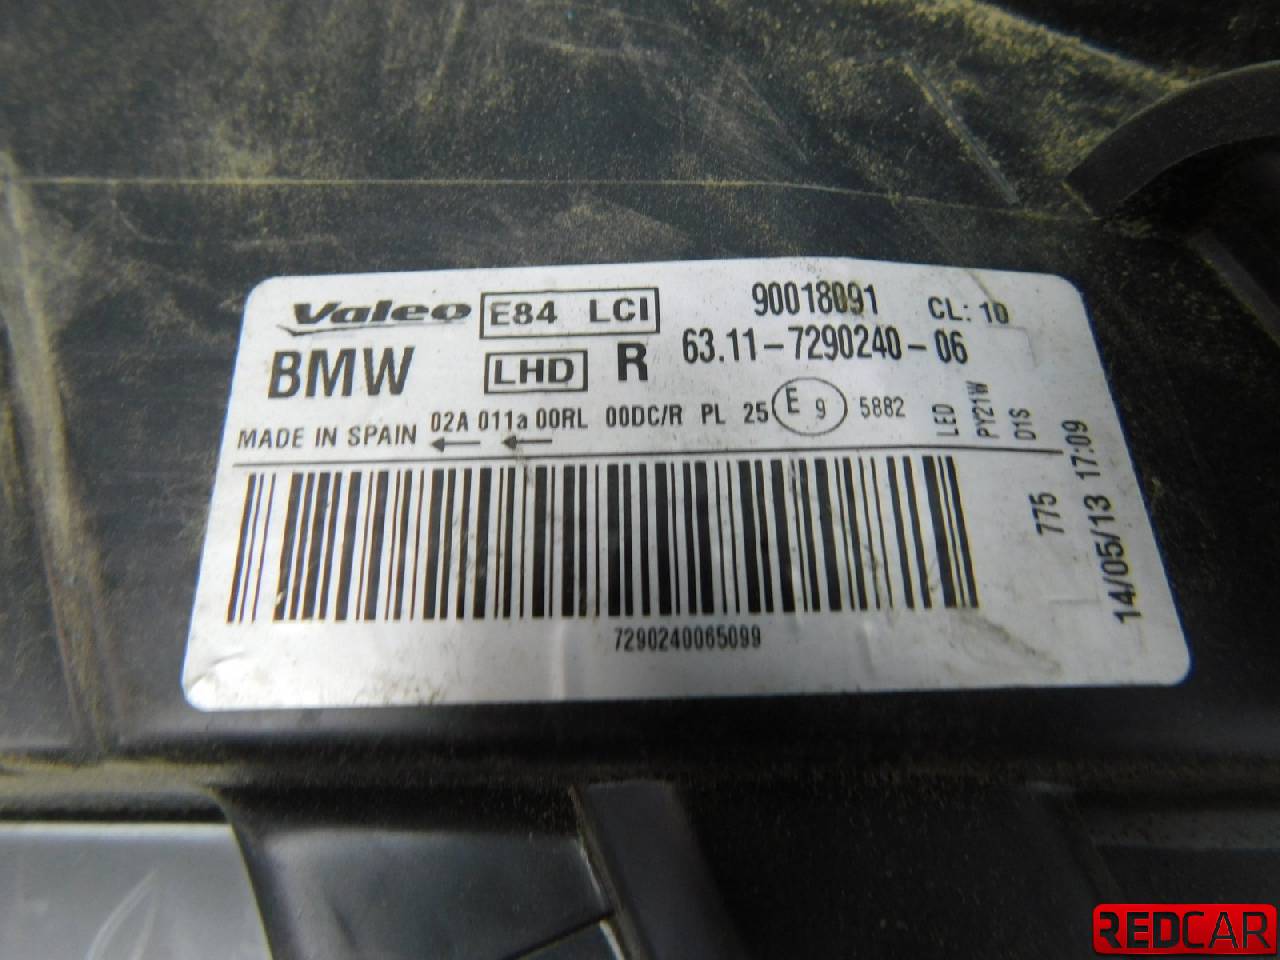 Valeo E84 LCI 90018091 CL: 10
BMW LHD R 63.11-7290240-06
MADE IN SPAIN 02A 011a 00RL 00DC/R PL 25 E 9 5882
LED
PY21W
D1S
775
14/05/13 17:09
7290240065099
REDCAR